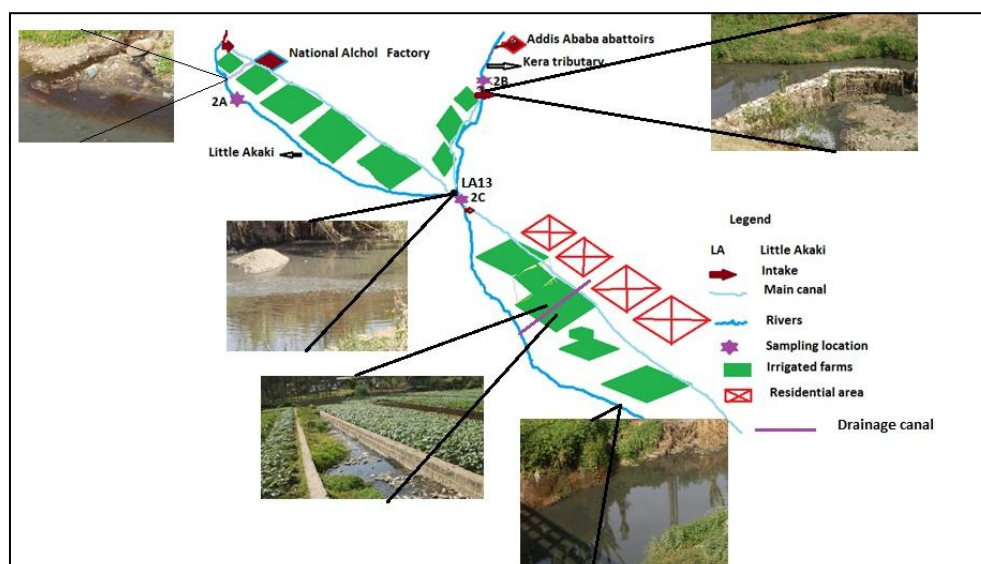 Addis Ababa abattoirs
National Alchol Factory
Kera tributary
2B
2A
Little Akaki
LA13
2C
Legend
LA Little Akaki
Intake
Main canal
Rivers
Sampling location
Irrigated farms
Residential area
Drainage canal